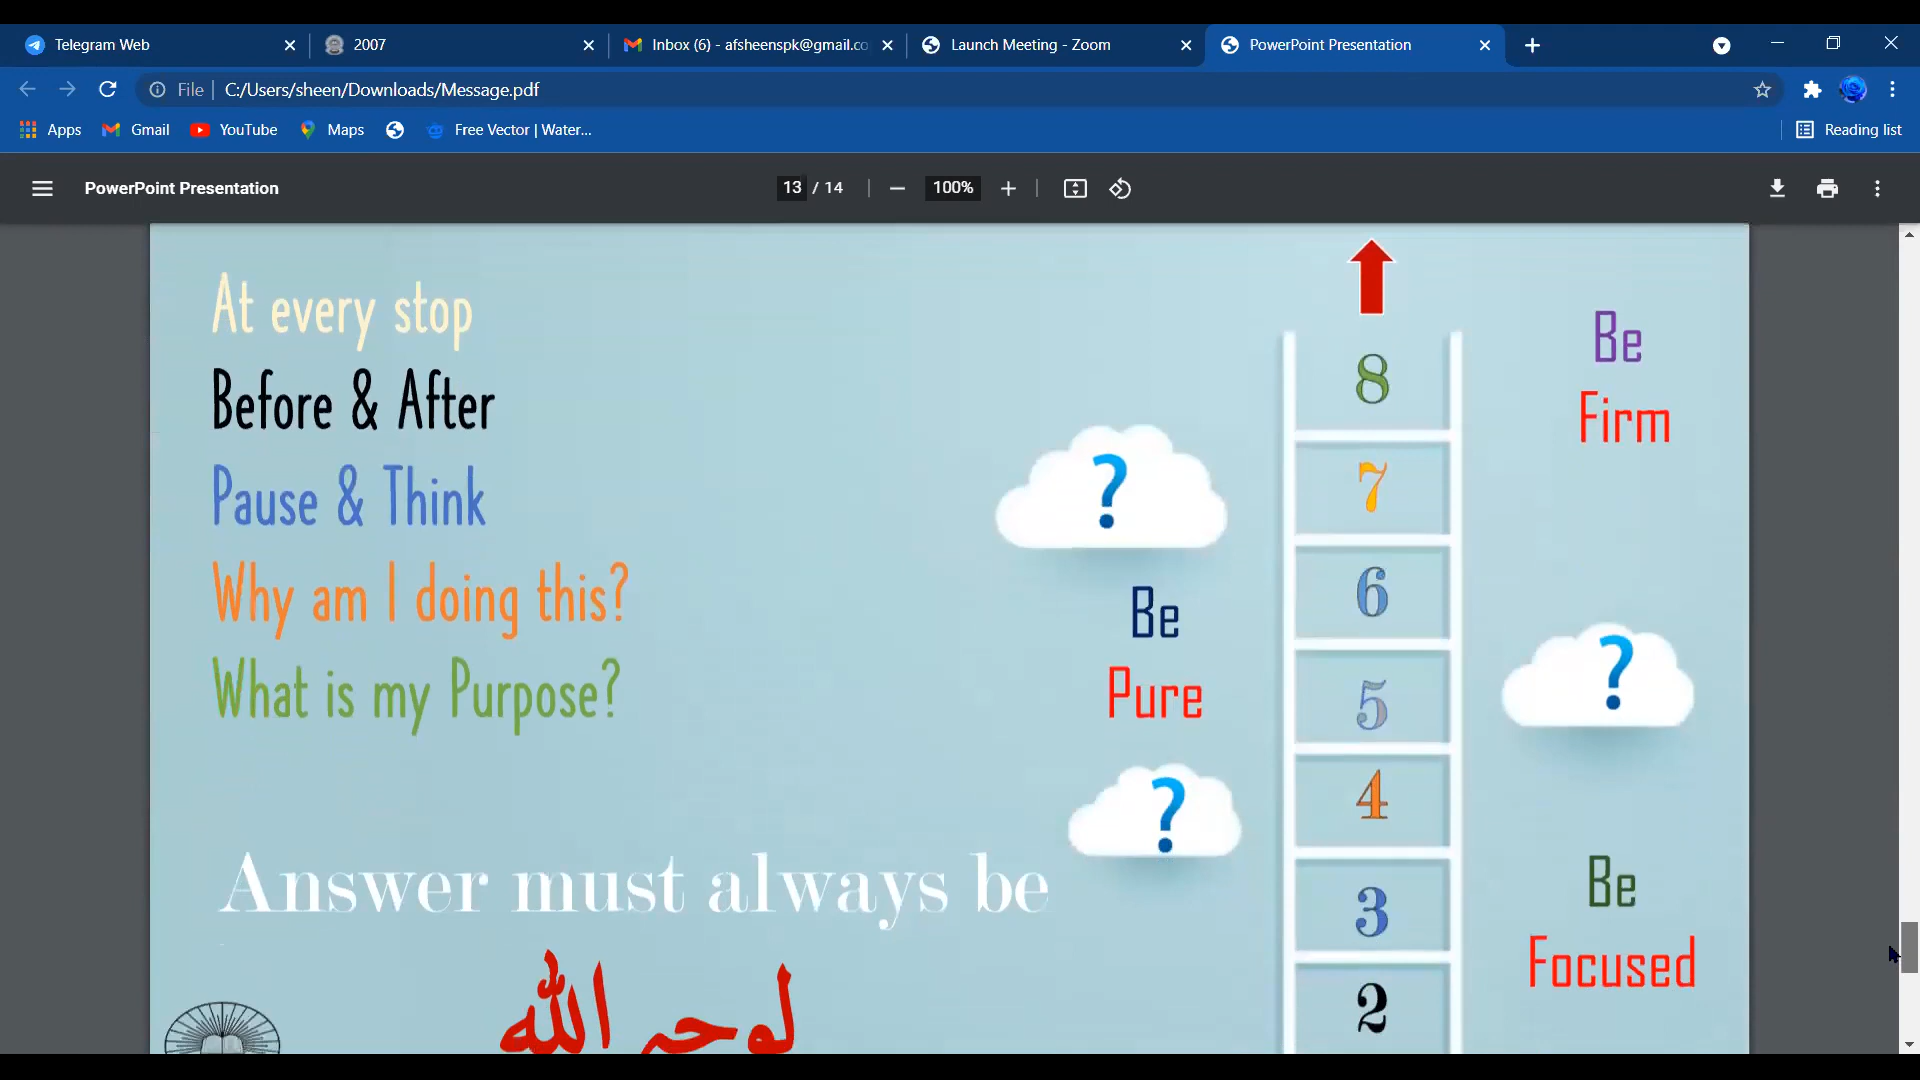 Telegram Web
2007
Inbox (6) - afsheenspk@gmail.co
Launch Meeting - Zoom
PowerPoint Presentation
File
C:/Users/sheen/Downloads/Message.pdf
Apps
Gmail
YouTube
Maps
Free Vector | Water...
Reading list
PowerPoint Presentation
13 / 14
100%
At every stop
Before & After
Pause & Think
Why am I doing this?
What is my Purpose?
Answer must always be
لوجہ اللّٰہ
?
Be
Pure
?
8
7
6
5
4
3
2
Be
Firm
?
Be
Focused